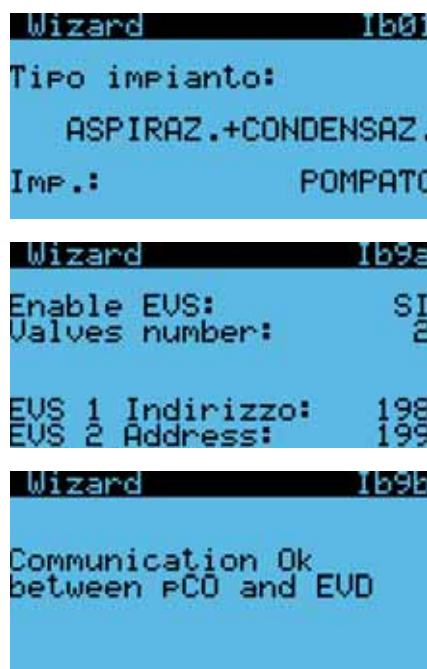 Wizard Ib01
Tipo impianto:
ASPIRAZ.+CONDENSAZ.
Imp.: POMPATO
Wizard Ib9a
Enable EVS: SI
Valves number: 2
EVS 1 Indirizzo: 198
EVS 2 Address: 199
Wizard Ib9b
Communication Ok
between pCO and EVD